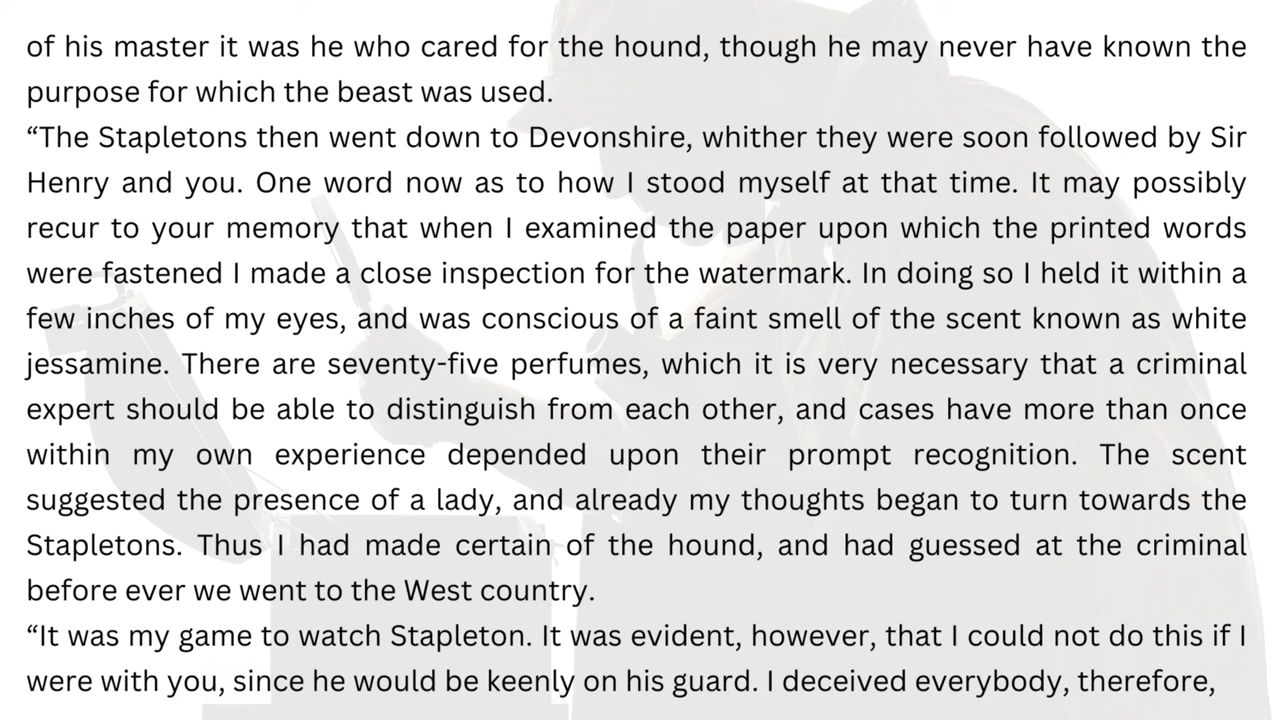 of his master it was he who cared for the hound, though he may never have known the
purpose for which the beast was used.
“The Stapletons then went down to Devonshire, whither they were soon followed by Sir
Henry and you. One word now as to how I stood myself at that time. It may possibly
recur to your memory that when I examined the paper upon which the printed words
were fastened I made a close inspection for the watermark. In doing so I held it within a
few inches of my eyes, and was conscious of a faint smell of the scent known as white
jessamine. There are seventy-five perfumes, which it is very necessary that a criminal
expert should be able to distinguish from each other, and cases have more than once
within my own experience depended upon their prompt recognition. The scent
suggested the presence of a lady, and already my thoughts began to turn towards the
Stapletons. Thus I had made certain of the hound, and had guessed at the criminal
before ever we went to the West country.
“It was my game to watch Stapleton. It was evident, however, that I could not do this if I
were with you, since he would be keenly on his guard. I deceived everybody, therefore,